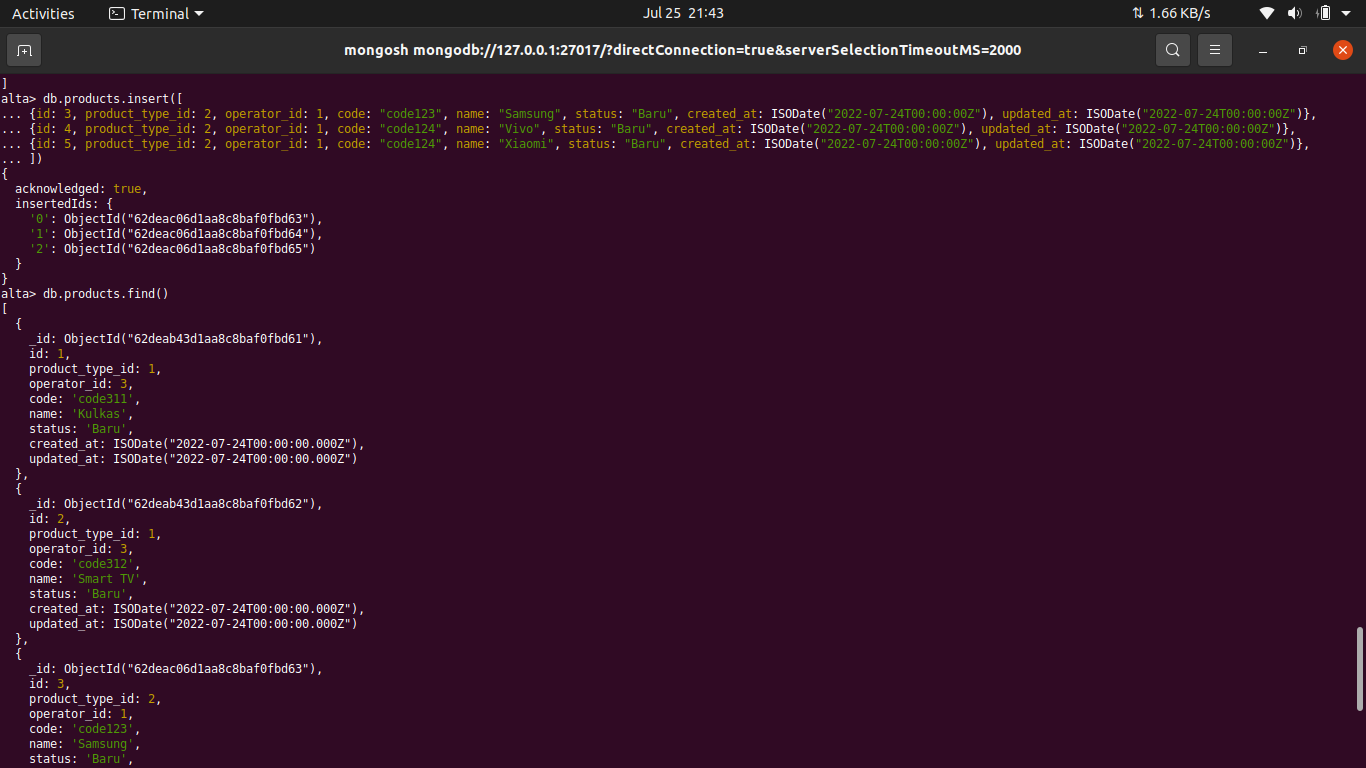 Activities Terminal Jul 25 21:43 1.66 KB/s
mongosh mongodb://127.0.0.1:27017/?directConnection=true&serverSelectionTimeoutMS=2000
]
alta> db.products.insert([
... {id: 3, product_type_id: 2, operator_id: 1, code: "code123", name: "Samsung", status: "Baru", created_at: ISODate("2022-07-24T00:00:00Z"), updated_at: ISODate("2022-07-24T00:00:00Z")},
... {id: 4, product_type_id: 2, operator_id: 1, code: "code124", name: "Vivo", status: "Baru", created_at: ISODate("2022-07-24T00:00:00Z"), updated_at: ISODate("2022-07-24T00:00:00Z")},
... {id: 5, product_type_id: 2, operator_id: 1, code: "code124", name: "Xiaomi", status: "Baru", created_at: ISODate("2022-07-24T00:00:00Z"), updated_at: ISODate("2022-07-24T00:00:00Z")},
... ])
{
  acknowledged: true,
  insertedIds: {
    '0': ObjectId("62deac06d1aa8c8baf0fbd63"),
    '1': ObjectId("62deac06d1aa8c8baf0fbd64"),
    '2': ObjectId("62deac06d1aa8c8baf0fbd65")
  }
}
alta> db.products.find()
[
  {
    _id: ObjectId("62deab43d1aa8c8baf0fbd61"),
    id: 1,
    product_type_id: 1,
    operator_id: 3,
    code: 'code311',
    name: 'Kulkas',
    status: 'Baru',
    created_at: ISODate("2022-07-24T00:00:00.000Z"),
    updated_at: ISODate("2022-07-24T00:00:00.000Z")
  },
  {
    _id: ObjectId("62deab43d1aa8c8baf0fbd62"),
    id: 2,
    product_type_id: 1,
    operator_id: 3,
    code: 'code312',
    name: 'Smart TV',
    status: 'Baru',
    created_at: ISODate("2022-07-24T00:00:00.000Z"),
    updated_at: ISODate("2022-07-24T00:00:00.000Z")
  },
  {
    _id: ObjectId("62deac06d1aa8c8baf0fbd63"),
    id: 3,
    product_type_id: 2,
    operator_id: 1,
    code: 'code123',
    name: 'Samsung',
    status: 'Baru',